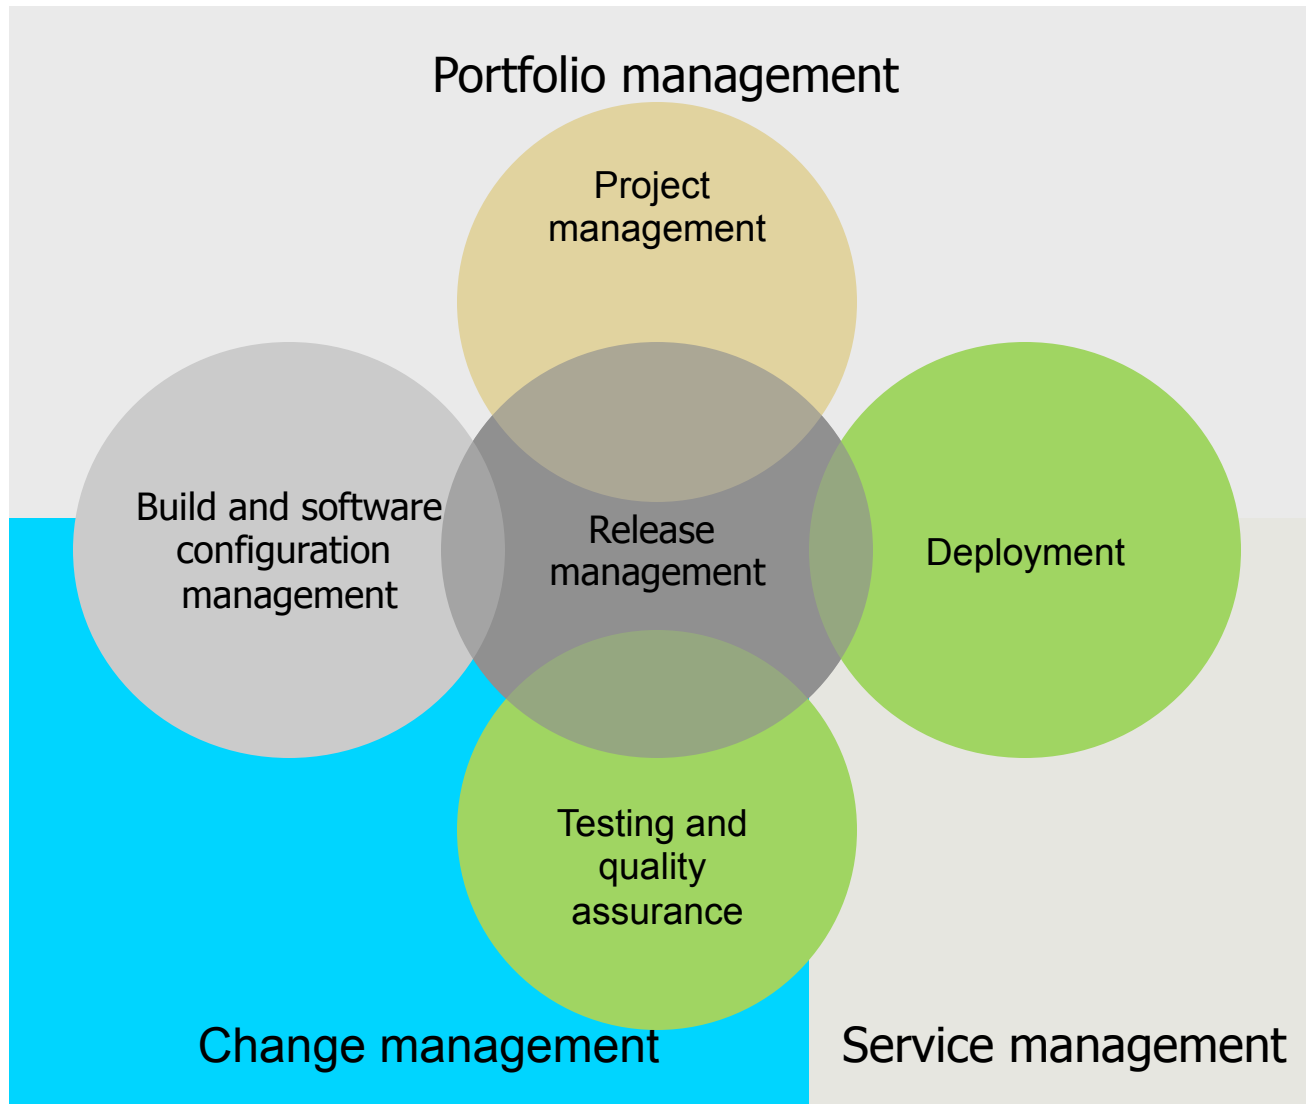 Portfolio management
Project
management
Build and software
configuration
management
Release
management
Deployment
Testing and
quality
assurance
Change management
Service management